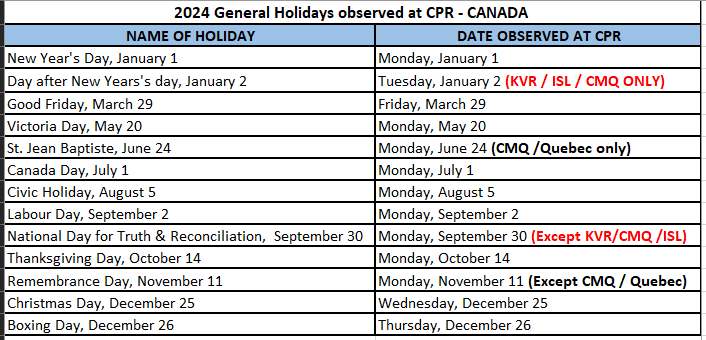 2024 General Holidays observed at CPR - CANADA
NAME OF HOLIDAY DATE OBSERVED AT CPR
New Year's Day, January 1 Monday, January 1
Day after New Years's day, January 2 Tuesday, January 2 (KVR / ISL / CMQ ONLY)
Good Friday, March 29 Friday, March 29
Victoria Day, May 20 Monday, May 20
St. Jean Baptiste, June 24 Monday, June 24 (CMQ /Quebec only)
Canada Day, July 1 Monday, July 1
Civic Holiday, August 5 Monday, August 5
Labour Day, September 2 Monday, September 2
National Day for Truth & Reconciliation, September 30 Monday, September 30 (Except KVR/CMQ /ISL)
Thanksgiving Day, October 14 Monday, October 14
Remembrance Day, November 11 Monday, November 11 (Except CMQ / Quebec)
Christmas Day, December 25 Wednesday, December 25
Boxing Day, December 26 Thursday, December 26